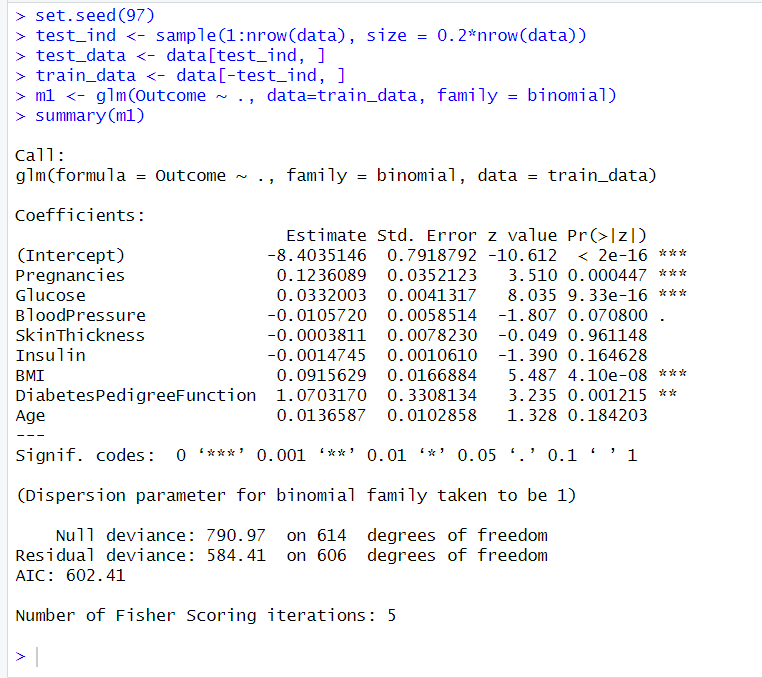 > set.seed(97)
> test_ind <- sample(1:nrow(data), size = 0.2*nrow(data))
> test_data <- data[test_ind, ]
> train_data <- data[-test_ind, ]
> m1 <- glm(Outcome ~ ., data=train_data, family = binomial)
> summary(m1)

Call:
glm(formula = Outcome ~ ., family = binomial, data = train_data)

Coefficients:
                           Estimate Std. Error z value Pr(>|z|)
(Intercept)              -8.4035146  0.7918792 -10.612  < 2e-16 ***
Pregnancies               0.1236089  0.0352123   3.510 0.000447 ***
Glucose                   0.0332003  0.0041317   8.035 9.33e-16 ***
BloodPressure            -0.0105720  0.0058514  -1.807 0.070800 .
SkinThickness            -0.0003811  0.0078230  -0.049 0.961148
Insulin                  -0.0014745  0.0010610  -1.390 0.164628
BMI                       0.0915629  0.0166884   5.487 4.10e-08 ***
DiabetesPedigreeFunction  1.0703170  0.3308134   3.235 0.001215 **
Age                       0.0136587  0.0102858   1.328 0.184203
---
Signif. codes:  0 ‘***’ 0.001 ‘**’ 0.01 ‘*’ 0.05 ‘.’ 0.1 ‘ ’ 1

(Dispersion parameter for binomial family taken to be 1)

    Null deviance: 790.97  on 614  degrees of freedom
Residual deviance: 584.41  on 606  degrees of freedom
AIC: 602.41

Number of Fisher Scoring iterations: 5

>